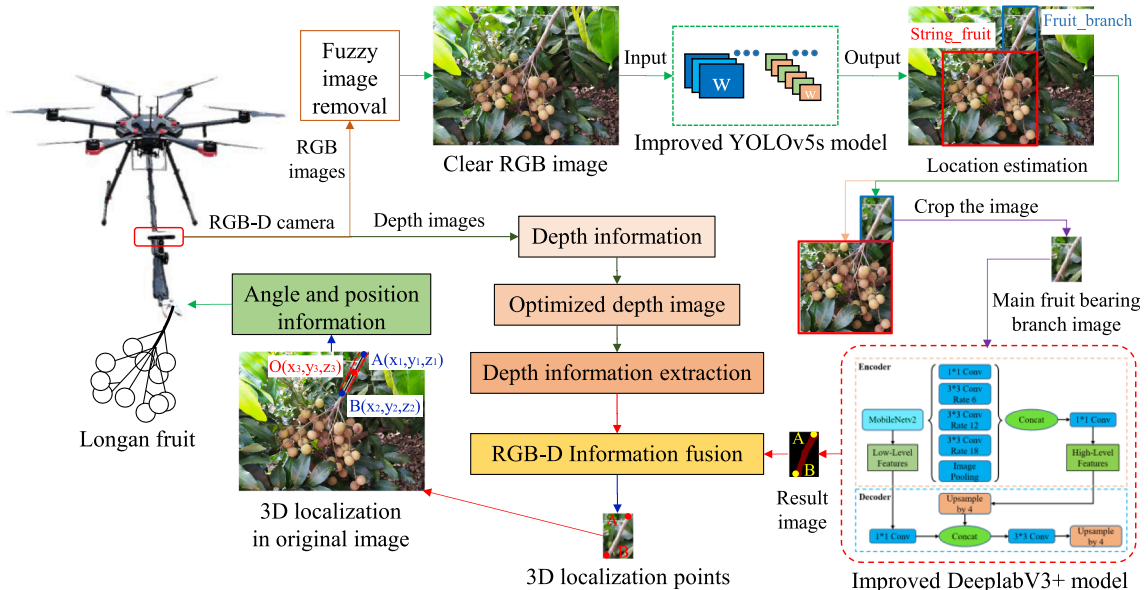 Fuzzy
image
removal
RGB
images
RGB-D camera
Depth images
Clear RGB image
Input
W
W
Improved YOLOv5s model
Output
String_fruit
Fruit_branch
Location estimation
Crop the image
Main fruit bearing
branch image
Depth information
Optimized depth image
Depth information extraction
RGB-D Information fusion
Angle and position
information
O(x₃,y₃,z₃)
A(x₁,y₁,z₁)
B(x₂,y₂,z₂)
Longan fruit
3D localization
in original image
A
B
3D localization points
A
B
Result
image
Encoder
MobileNetv2
Low-Level
Features
1*1 Conv
3*3 Conv
Rate 6
3*3 Conv
Rate 12
3*3 Conv
Rate 18
Image
Pooling
Concat
1*1 Conv
High-Level
Features
Decoder
Upsample
by 4
1*1 Conv
Concat
3*3 Conv
Upsample
by 4
Improved DeeplabV3+ model